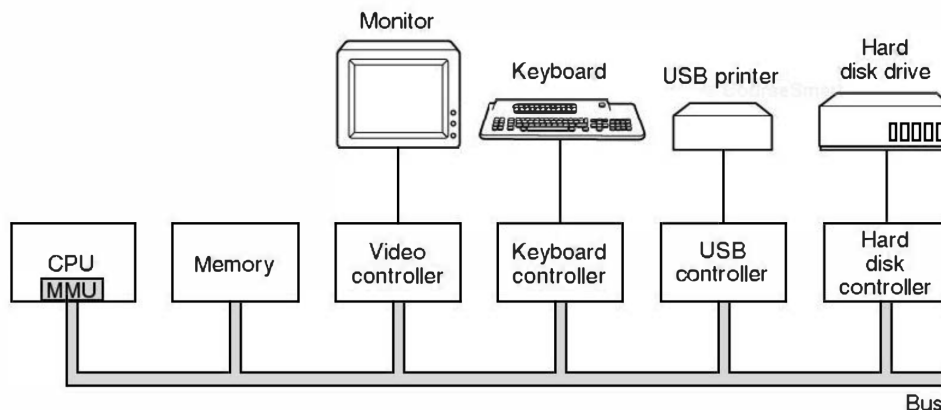 Monitor
Keyboard
USB printer
Hard
disk drive
CPU
MMU
Memory
Video
controller
Keyboard
controller
USB
controller
Hard
disk
controller
Bus